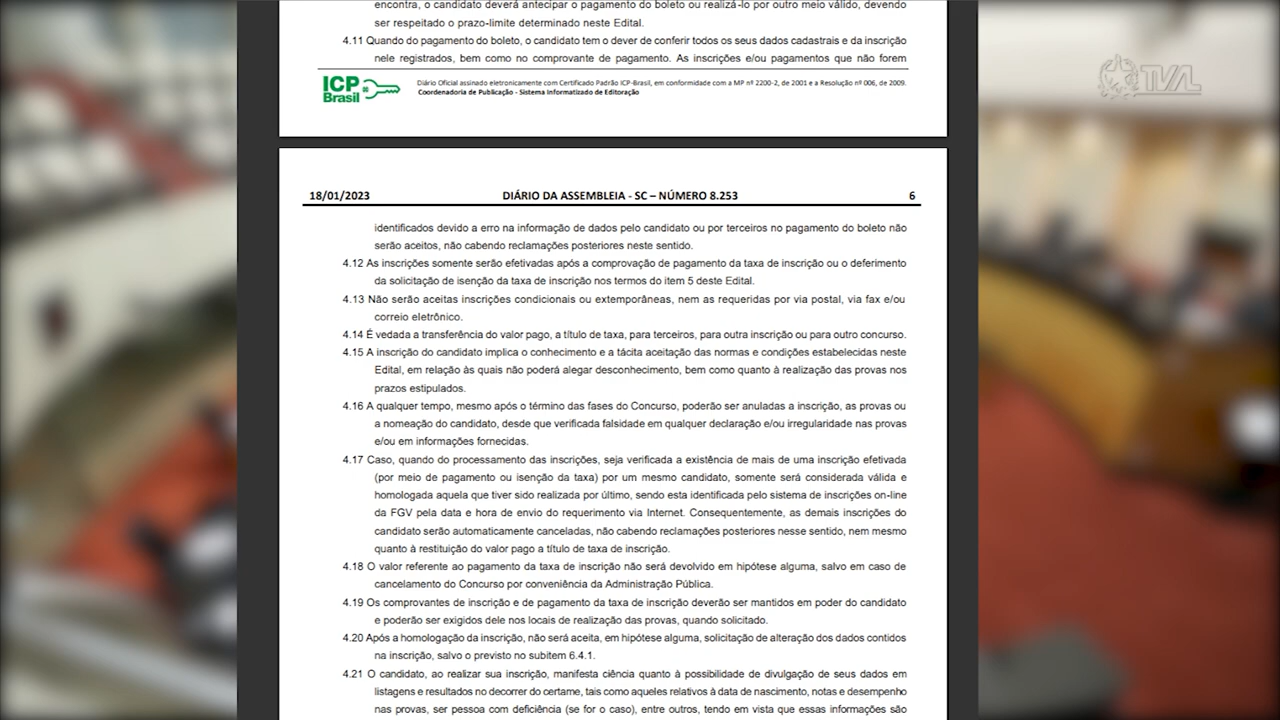 encontra, o candidato deverá antecipar o pagamento do boleto ou realizá-lo por outro meio válido, devendo
ser respeitado o prazo-limite determinado neste Edital.
4.11 Quando do pagamento do boleto, o candidato tem o dever de conferir todos os seus dados cadastrais e da inscrição
nele registrados, bem como no comprovante de pagamento. As inscrições e/ou pagamentos que não forem
ICP
Brasil
Diário Oficial assinado eletronicamente com Certificado Padrão ICP-Brasil, em conformidade com a MP nº 2200-2, de 2001 e a Resolução nº 006, de 2009.
Coordenadoria de Publicação - Sistema Informatizado de Editoração
TVAL
18/01/2023 DIÁRIO DA ASSEMBLEIA - SC – NÚMERO 8.253 6
identificados devido a erro na informação de dados pelo candidato ou por terceiros no pagamento do boleto não
serão aceitos, não cabendo reclamações posteriores neste sentido.
4.12 As inscrições somente serão efetivadas após a comprovação de pagamento da taxa de inscrição ou o deferimento
da solicitação de isenção da taxa de inscrição nos termos do item 5 deste Edital.
4.13 Não serão aceitas inscrições condicionais ou extemporâneas, nem as requeridas por via postal, via fax e/ou
correio eletrônico.
4.14 É vedada a transferência do valor pago, a título de taxa, para terceiros, para outra inscrição ou para outro concurso.
4.15 A inscrição do candidato implica o conhecimento e a tácita aceitação das normas e condições estabelecidas neste
Edital, em relação às quais não poderá alegar desconhecimento, bem como quanto à realização das provas nos
prazos estipulados.
4.16 A qualquer tempo, mesmo após o término das fases do Concurso, poderão ser anuladas a inscrição, as provas ou
a nomeação do candidato, desde que verificada falsidade em qualquer declaração e/ou irregularidade nas provas
e/ou em informações fornecidas.
4.17 Caso, quando do processamento das inscrições, seja verificada a existência de mais de uma inscrição efetivada
(por meio de pagamento ou isenção da taxa) por um mesmo candidato, somente será considerada válida e
homologada aquela que tiver sido realizada por último, sendo esta identificada pelo sistema de inscrições on-line
da FGV pela data e hora de envio do requerimento via Internet. Consequentemente, as demais inscrições do
candidato serão automaticamente canceladas, não cabendo reclamações posteriores nesse sentido, nem mesmo
quanto à restituição do valor pago a título de taxa de inscrição.
4.18 O valor referente ao pagamento da taxa de inscrição não será devolvido em hipótese alguma, salvo em caso de
cancelamento do Concurso por conveniência da Administração Pública.
4.19 Os comprovantes de inscrição e de pagamento da taxa de inscrição deverão ser mantidos em poder do candidato
e poderão ser exigidos dele nos locais de realização das provas, quando solicitado.
4.20 Após a homologação da inscrição, não será aceita, em hipótese alguma, solicitação de alteração dos dados contidos
na inscrição, salvo o previsto no subitem 6.4.1.
4.21 O candidato, ao realizar sua inscrição, manifesta ciência quanto à possibilidade de divulgação de seus dados em
listagens e resultados no decorrer do certame, tais como aqueles relativos à data de nascimento, notas e desempenho
nas provas, ser pessoa com deficiência (se for o caso), entre outros, tendo em vista que essas informações são